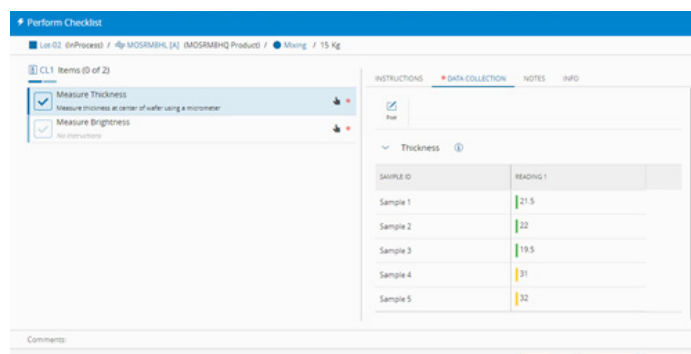 Perform Checklist
Lot-02 (InProcess) / MOSRM8HL [A] (MOSRM8HQ Product) / Mixing / 15 Kg
CL1 Items (0 of 2)
Measure Thickness
Measure thickness at center of wafer using a micrometer
Measure Brightness
No instructions
INSTRUCTIONS * DATA COLLECTION NOTES INFO
Post
Thickness
SAMPLE ID READING 1
Sample 1 21.5
Sample 2 22
Sample 3 19.5
Sample 4 31
Sample 5 32
Comments: